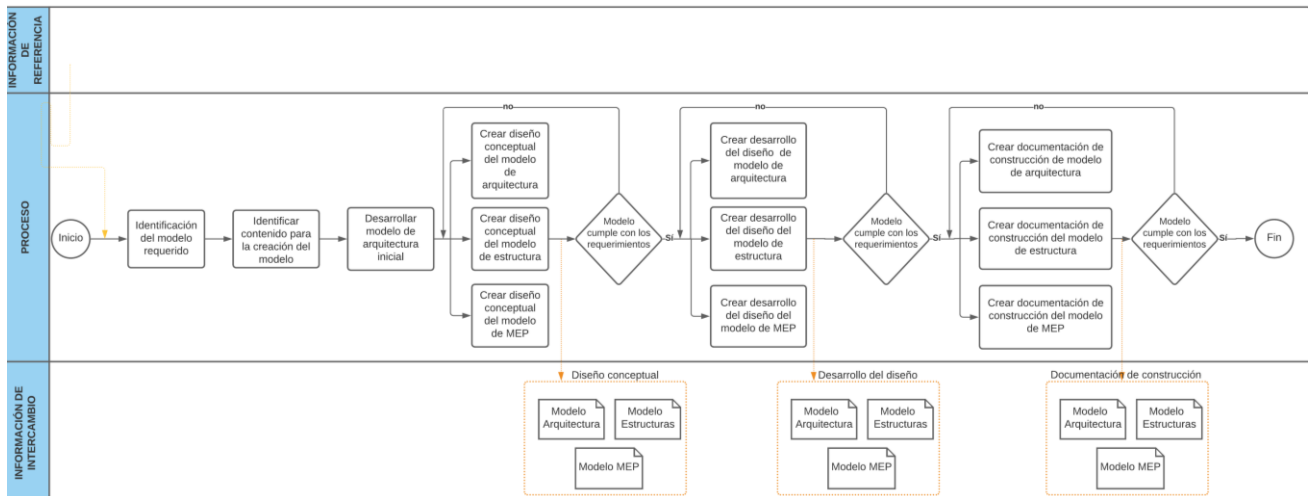 INFORMACIÓN
DE
REFERENCIA
PROCESO
Inicio
Identificación
del modelo
requerido
Identificar
contenido para
la creación del
modelo
Desarrollar
modelo de
arquitectura
inicial
no
Crear diseño
conceptual
del modelo
de
arquitectura
Crear diseño
conceptual
del modelo
de estructura
Crear diseño
conceptual
del modelo
de MEP
Modelo
cumple con los
requerimientos
Sí
no
Crear desarrollo
del diseño de
modelo de
arquitectura
Crear desarrollo
del diseño del
modelo de
estructura
Crear desarrollo
del diseño del
modelo de MEP
Modelo
cumple con los
requerimientos
Sí
no
Crear documentación de
construcción de modelo
de arquitectura
Crear documentación de
construcción del modelo
de estructura
Crear documentación de
construcción del modelo
de MEP
Modelo
cumple con los
requerimientos
Sí
Fin
INFORMACIÓN DE
INTERCAMBIO
Diseño conceptual
Modelo
Arquitectura
Modelo
Estructuras
Modelo MEP
Desarrollo del diseño
Modelo
Arquitectura
Modelo
Estructuras
Modelo MEP
Documentación de construcción
Modelo
Arquitectura
Modelo
Estructuras
Modelo MEP